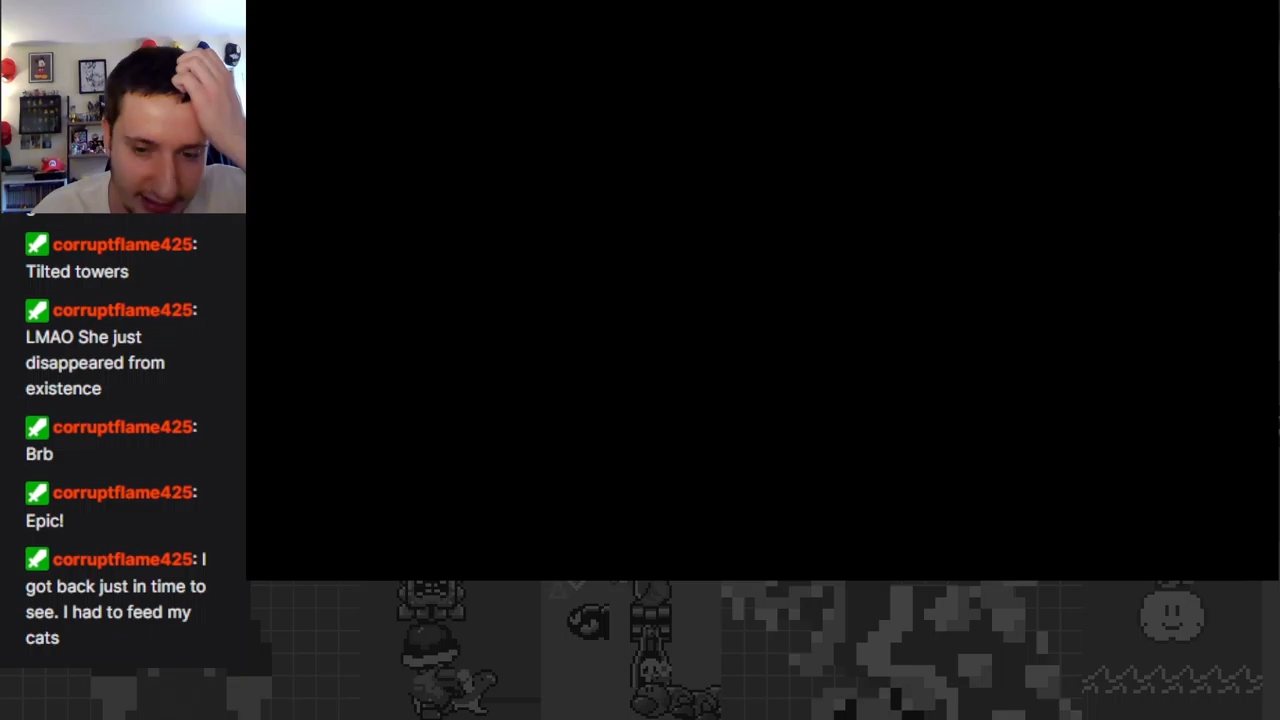 corruptflame425:
Tilted towers
corruptflame425:
LMAO She just
disappeared from
existence
corruptflame425:
Brb
corruptflame425:
Epic!
corruptflame425: I
got back just in time to
see. I had to feed my
cats